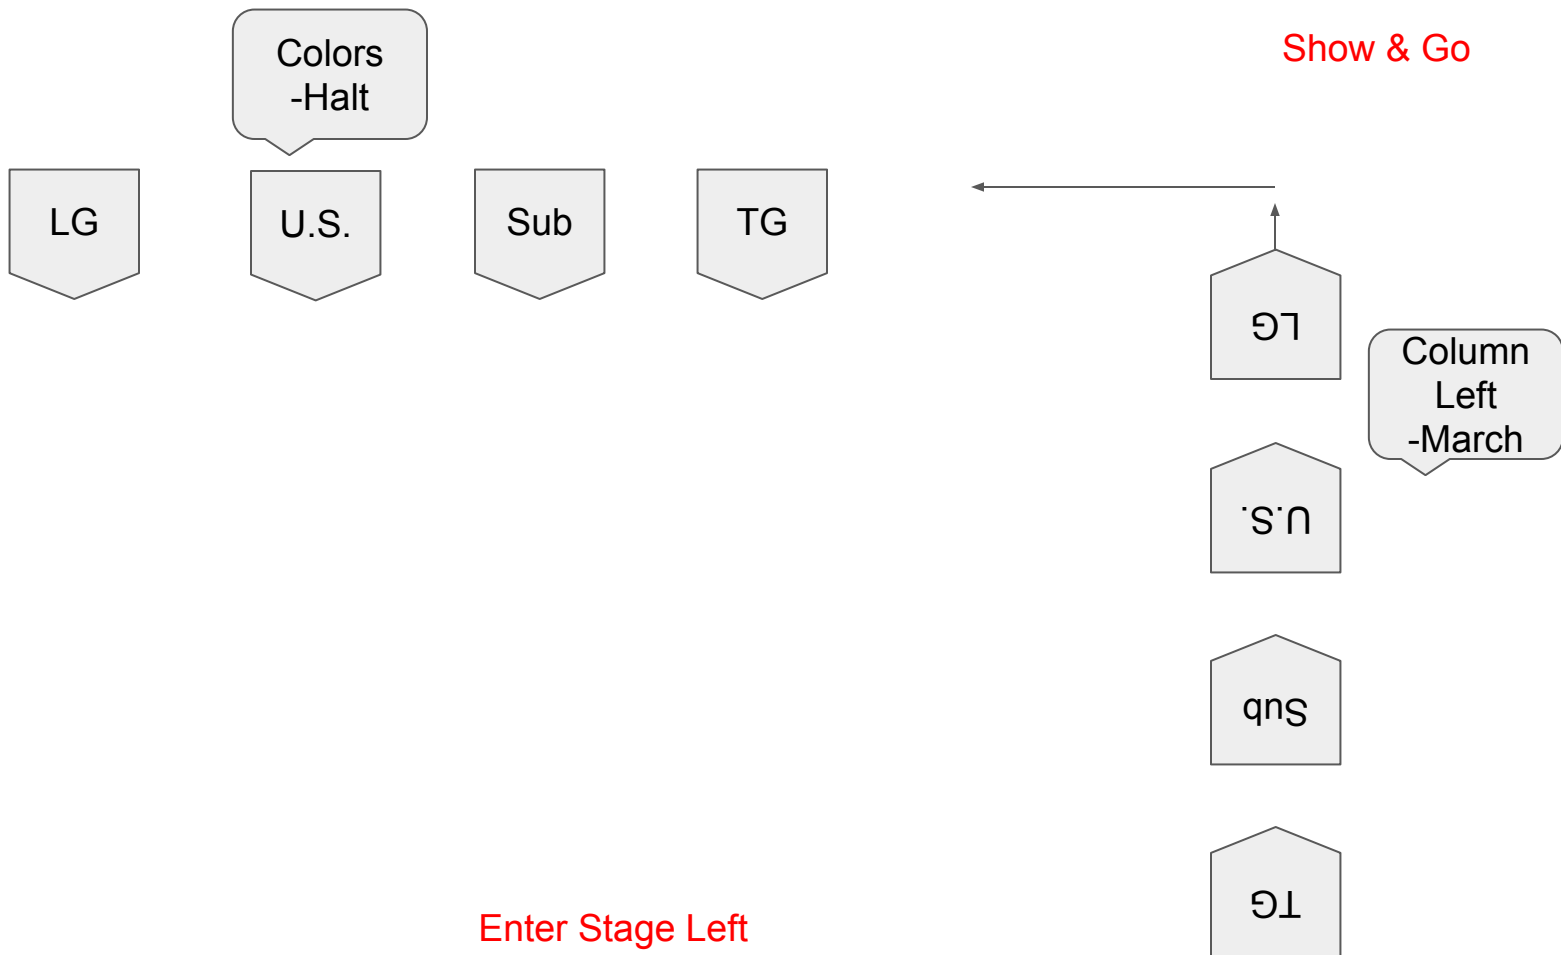 Colors
-Halt
Show & Go
LG
U.S.
Sub
TG
LG
Column
Left
-March
U.S.
Sub
TG
Enter Stage Left